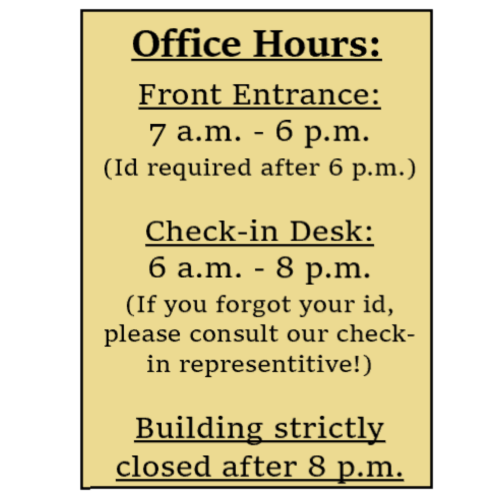 Office Hours:
Front Entrance:
7 a.m. - 6 p.m.
(Id required after 6 p.m.)
Check-in Desk:
6 a.m. - 8 p.m.
(If you forgot your id,
please consult our check-
in representitive!)
Building strictly
closed after 8 p.m.